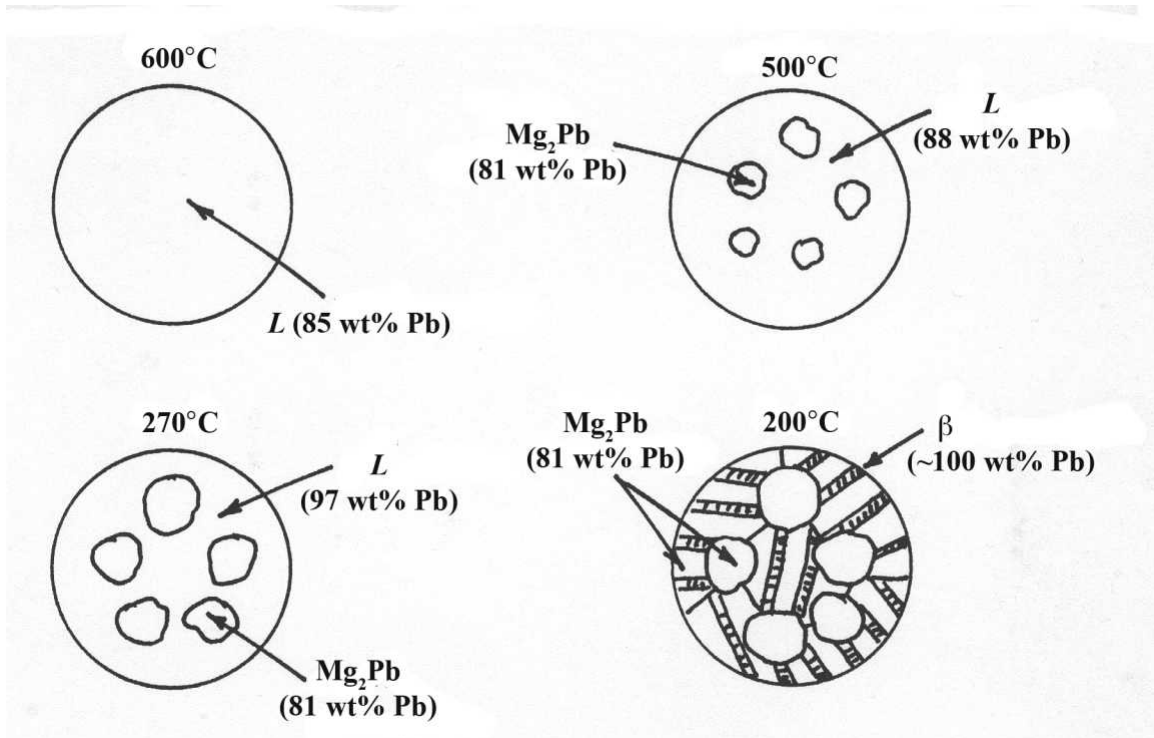 600°C
L (85 wt% Pb)
500°C
Mg₂Pb
(81 wt% Pb)
L
(88 wt% Pb)
270°C
L
(97 wt% Pb)
Mg₂Pb
(81 wt% Pb)
200°C
Mg₂Pb
(81 wt% Pb)
β
(~100 wt% Pb)